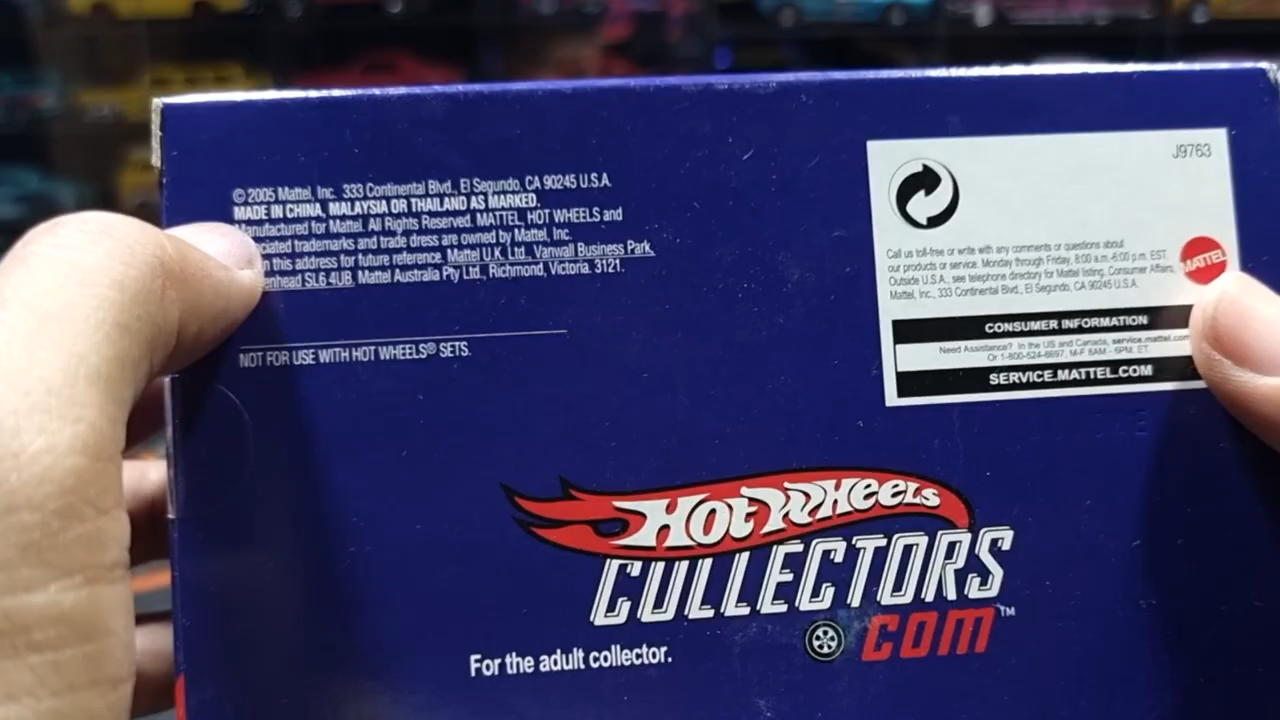 © 2005 Mattel, Inc. 333 Continental Blvd., El Segundo, CA 90245 U.S.A.
MADE IN CHINA, MALAYSIA OR THAILAND AS MARKED.
Manufactured for Mattel. All Rights Reserved. MATTEL, HOT WHEELS and
trademarks and trade dress are owned by Mattel, Inc.
this address for future reference. Mattel U.K. Ltd., Vanwall Business Park,
SL6 4UB. Mattel Australia Pty Ltd., Richmond, Victoria. 3121.
NOT FOR USE WITH HOT WHEELS® SETS.
J9763
Call us toll-free or write with any comments or questions about
our products or service. Monday through Friday, 8:00 a.m.-6:00 p.m. EST.
Outside U.S.A., see telephone directory for Mattel listing. Consumer Affairs,
Mattel, Inc., 333 Continental Blvd., El Segundo, CA 90245 U.S.A.
MATTEL
CONSUMER INFORMATION
Need Assistance? In the US and Canada, service.mattel.com
Or 1-800-524-8697, M-F 8AM - 6PM, ET.
SERVICE.MATTEL.COM
HOT WHEELS
COLLECTORS
.COM™
For the adult collector.